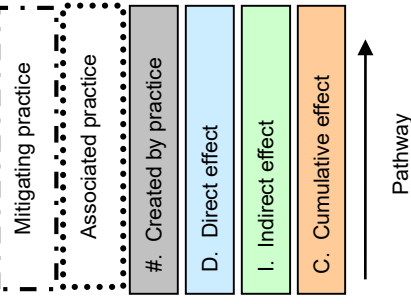 Mitigating practice
Associated practice
#. Created by practice
D. Direct effect
I. Indirect effect
C. Cumulative effect
Pathway